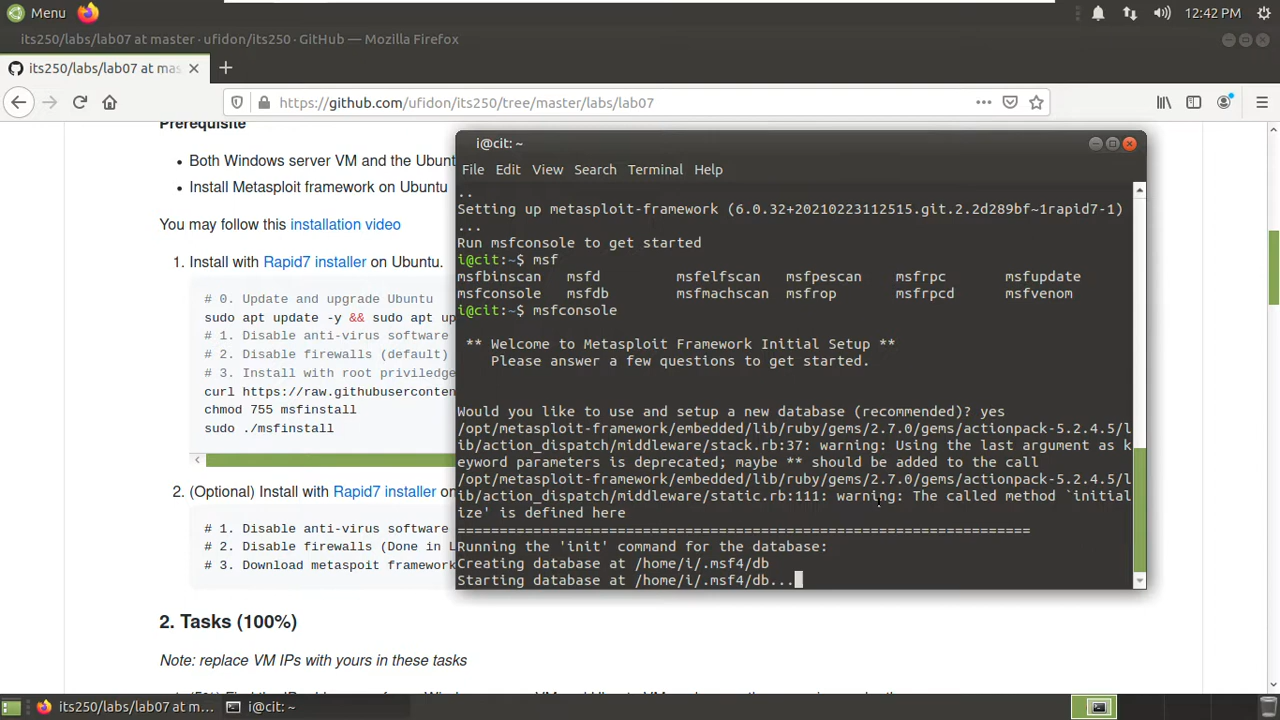 Menu
12:42 PM
its250/labs/lab07 at master · ufidon/its250 · GitHub — Mozilla Firefox
its250/labs/lab07 at mas
https://github.com/ufidon/its250/tree/master/labs/lab07
Prerequisite
• Both Windows server VM and the Ubunt
• Install Metasploit framework on Ubuntu
You may follow this installation video
1. Install with Rapid7 installer on Ubuntu.
# 0. Update and upgrade Ubuntu
sudo apt update -y && sudo apt up
# 1. Disable anti-virus software
# 2. Disable firewalls (default)
# 3. Install with root priviledge
curl https://raw.githubuserconten
chmod 755 msfinstall
sudo ./msfinstall
2. (Optional) Install with Rapid7 installer on
# 1. Disable anti-virus software
# 2. Disable firewalls (Done in L
# 3. Download metaspoit framework
2. Tasks (100%)
Note: replace VM IPs with yours in these tasks
i@cit: ~
File Edit View Search Terminal Help
..
Setting up metasploit-framework (6.0.32+20210223112515.git.2.2d289bf~1rapid7-1)
...
Run msfconsole to get started
i@cit:~$ msf
msfbinscan msfd msfelfscan msfpescan msfrpc msfupdate
msfconsole msfdb msfmachscan msfrop msfrpcd msfvenom
i@cit:~$ msfconsole
** Welcome to Metasploit Framework Initial Setup **
Please answer a few questions to get started.
Would you like to use and setup a new database (recommended)? yes
/opt/metasploit-framework/embedded/lib/ruby/gems/2.7.0/gems/actionpack-5.2.4.5/l
ib/action_dispatch/middleware/stack.rb:37: warning: Using the last argument as k
eyword parameters is deprecated; maybe ** should be added to the call
/opt/metasploit-framework/embedded/lib/ruby/gems/2.7.0/gems/actionpack-5.2.4.5/l
ib/action_dispatch/middleware/static.rb:111: warning: The called method `initial
ize' is defined here
====================================================================
Running the 'init' command for the database:
Creating database at /home/i/.msf4/db
Starting database at /home/i/.msf4/db...
its250/labs/lab07 at m...
i@cit: ~